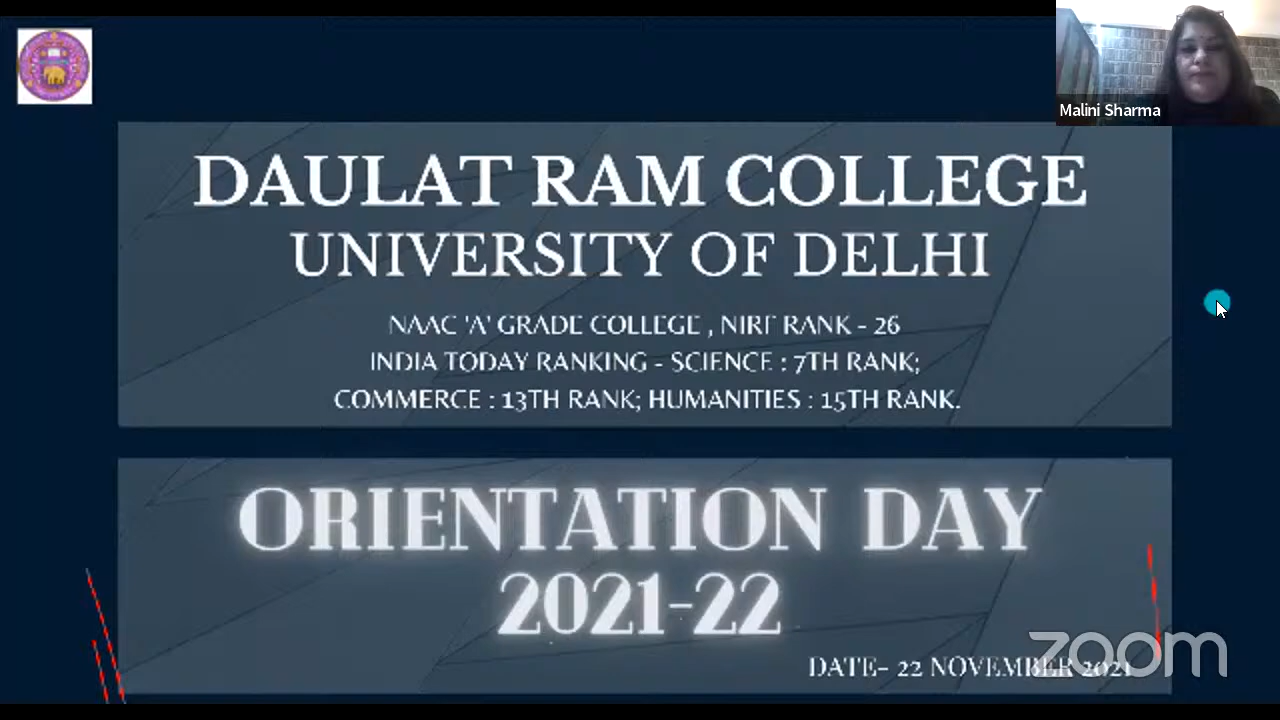 Malini Sharma
DAULAT RAM COLLEGE
UNIVERSITY OF DELHI
NAAC 'A' GRADE COLLEGE , NIRF RANK - 26
INDIA TODAY RANKING - SCIENCE : 7TH RANK;
COMMERCE : 13TH RANK; HUMANITIES : 15TH RANK.
ORIENTATION DAY
2021-22
DATE- 22 NOVEMBER 2021
zoom